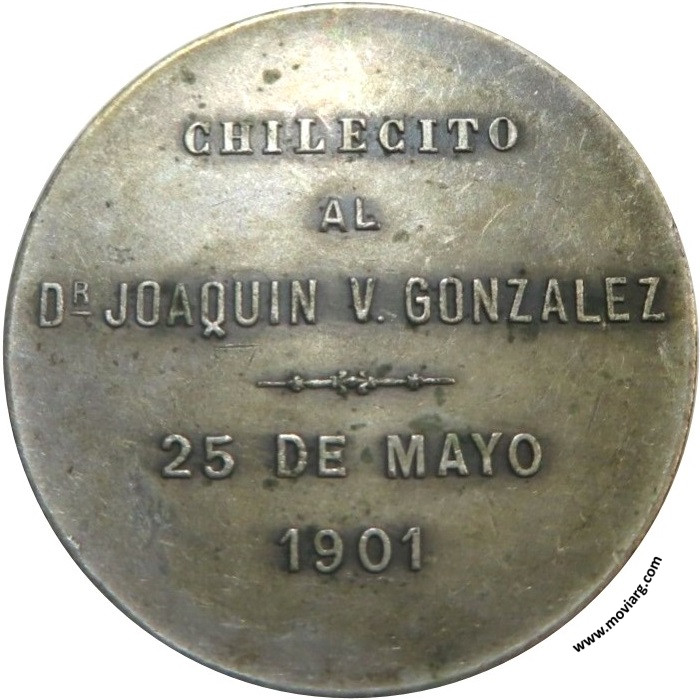 CHILECITO
AL
DR JOAQUIN V. GONZALEZ
25 DE MAYO
1901
www.moviarg.com